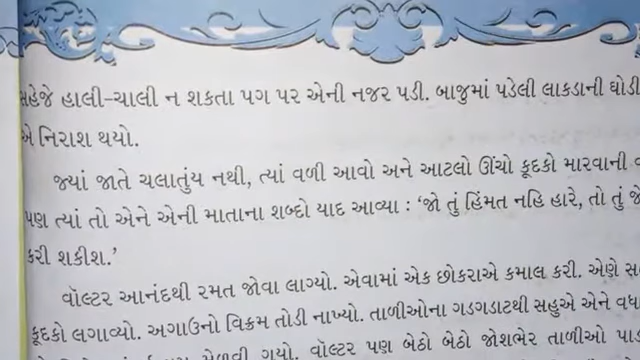 સહેજે હાલી-ચાલી ન શકતા પગ પર એની નજર પડી. બાજુમાં પડેલી લાકડાની ઘોડી
એ નિરાશ થયો.
જ્યાં જાતે ચલાતુંય નથી, ત્યાં વળી આવો અને આટલો ઊંચો કૂદકો મારવાની
પણ ત્યાં તો એને એની માતાના શબ્દો યાદ આવ્યા : ‘જો તું હિંમત નહિ હારે, તો તું
કરી શકીશ.’
વૉલ્ટર આનંદથી રમત જોવા લાગ્યો. એવામાં એક છોકરાએ કમાલ કરી. એણે
કૂદકો લગાવ્યો. અગાઉનો વિક્રમ તોડી નાખ્યો. તાળીઓના ગડગડાટથી સહુએ એને
મેળવી ગયો. વૉલ્ટર પણ બેઠો બેઠો જોશભેર તાળીઓ